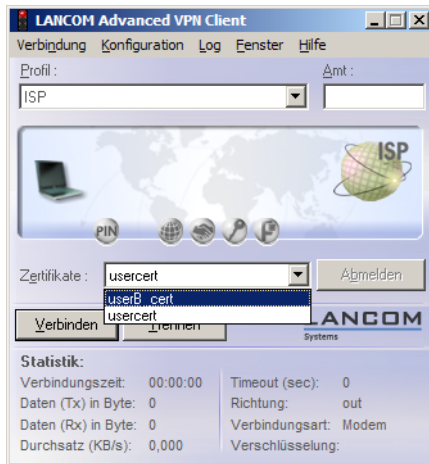 LANCOM Advanced VPN Client
Verbindung Konfiguration Log Fenster Hilfe
Profil : Amt :
ISP
ISP
PIN
Zertifikate : usercert Abmelden
userB_cert
usercert
Verbinden Trennen LANCOM
Systems
Statistik:
Verbindungszeit: 00:00:00 Timeout (sec): 0
Daten (Tx) in Byte: 0 Richtung: out
Daten (Rx) in Byte: 0 Verbindungsart: Modem
Durchsatz (KB/s): 0,000 Verschlüsselung: